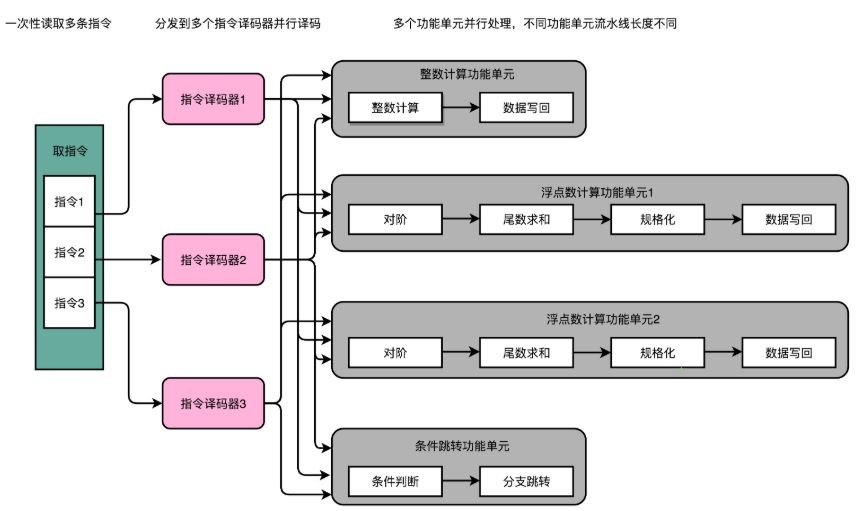 一次性读取多条指令
分发到多个指令译码器并行译码
多个功能单元并行处理，不同功能单元流水线长度不同
取指令
指令1
指令2
指令3
指令译码器1
指令译码器2
指令译码器3
整数计算功能单元
整数计算
数据写回
浮点数计算功能单元1
对阶
尾数求和
规格化
数据写回
浮点数计算功能单元2
对阶
尾数求和
规格化
数据写回
条件跳转功能单元
条件判断
分支跳转